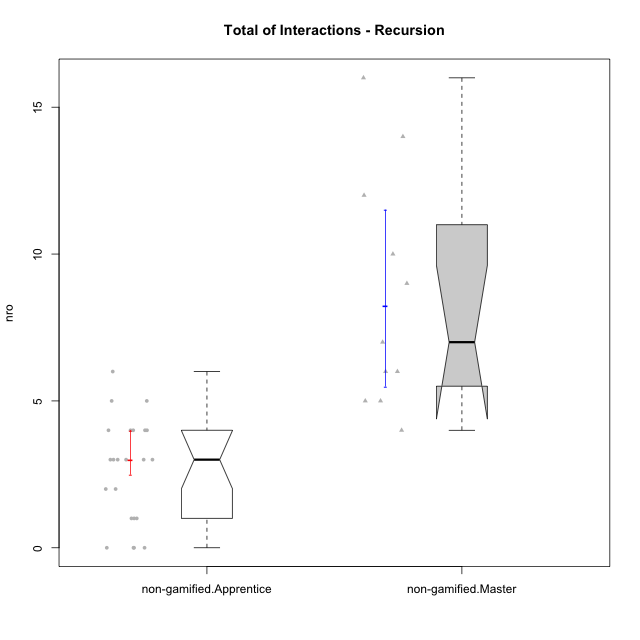 Total of Interactions - Recursion
15
10
5
0
nro
non-gamified.Apprentice
non-gamified.Master